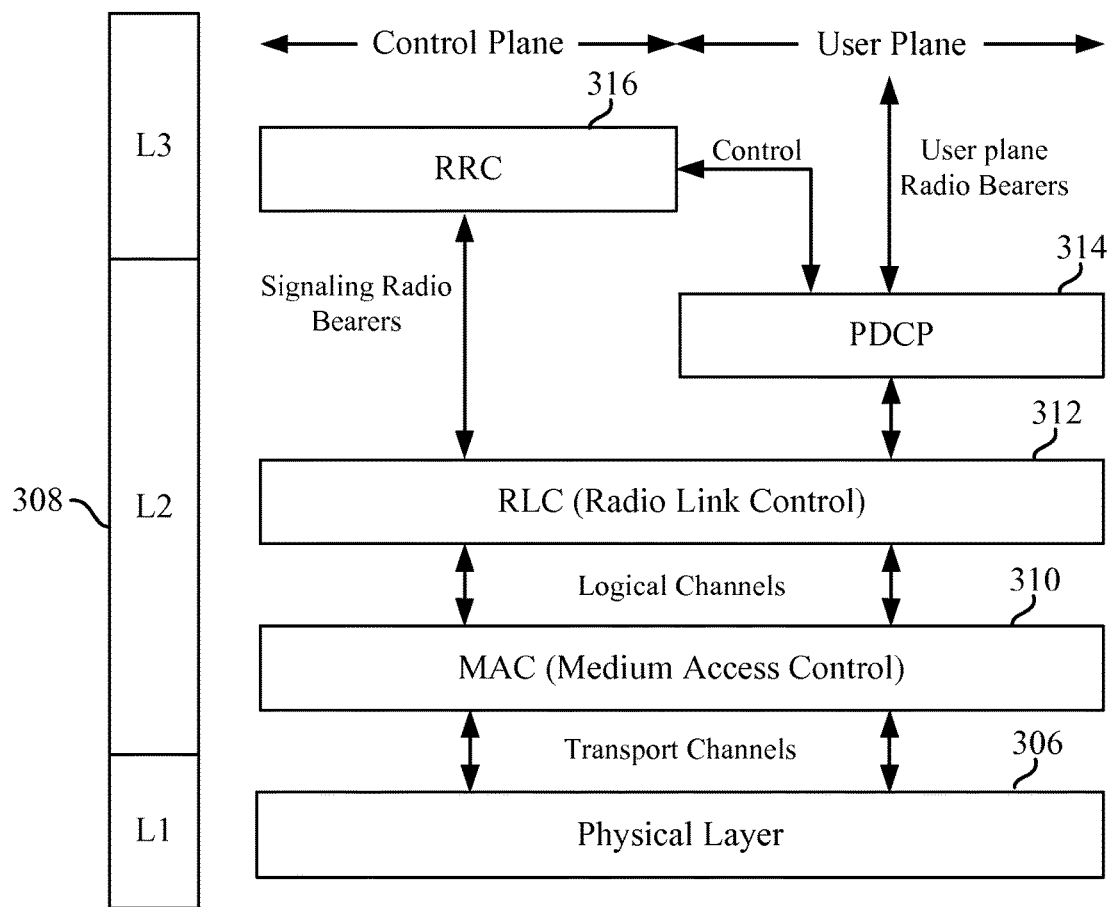 Control Plane
User Plane
316
L3
RRC
Control
User plane
Radio Bearers
314
Signaling Radio
Bearers
PDCP
312
308
L2
RLC (Radio Link Control)
Logical Channels
310
MAC (Medium Access Control)
Transport Channels
306
L1
Physical Layer